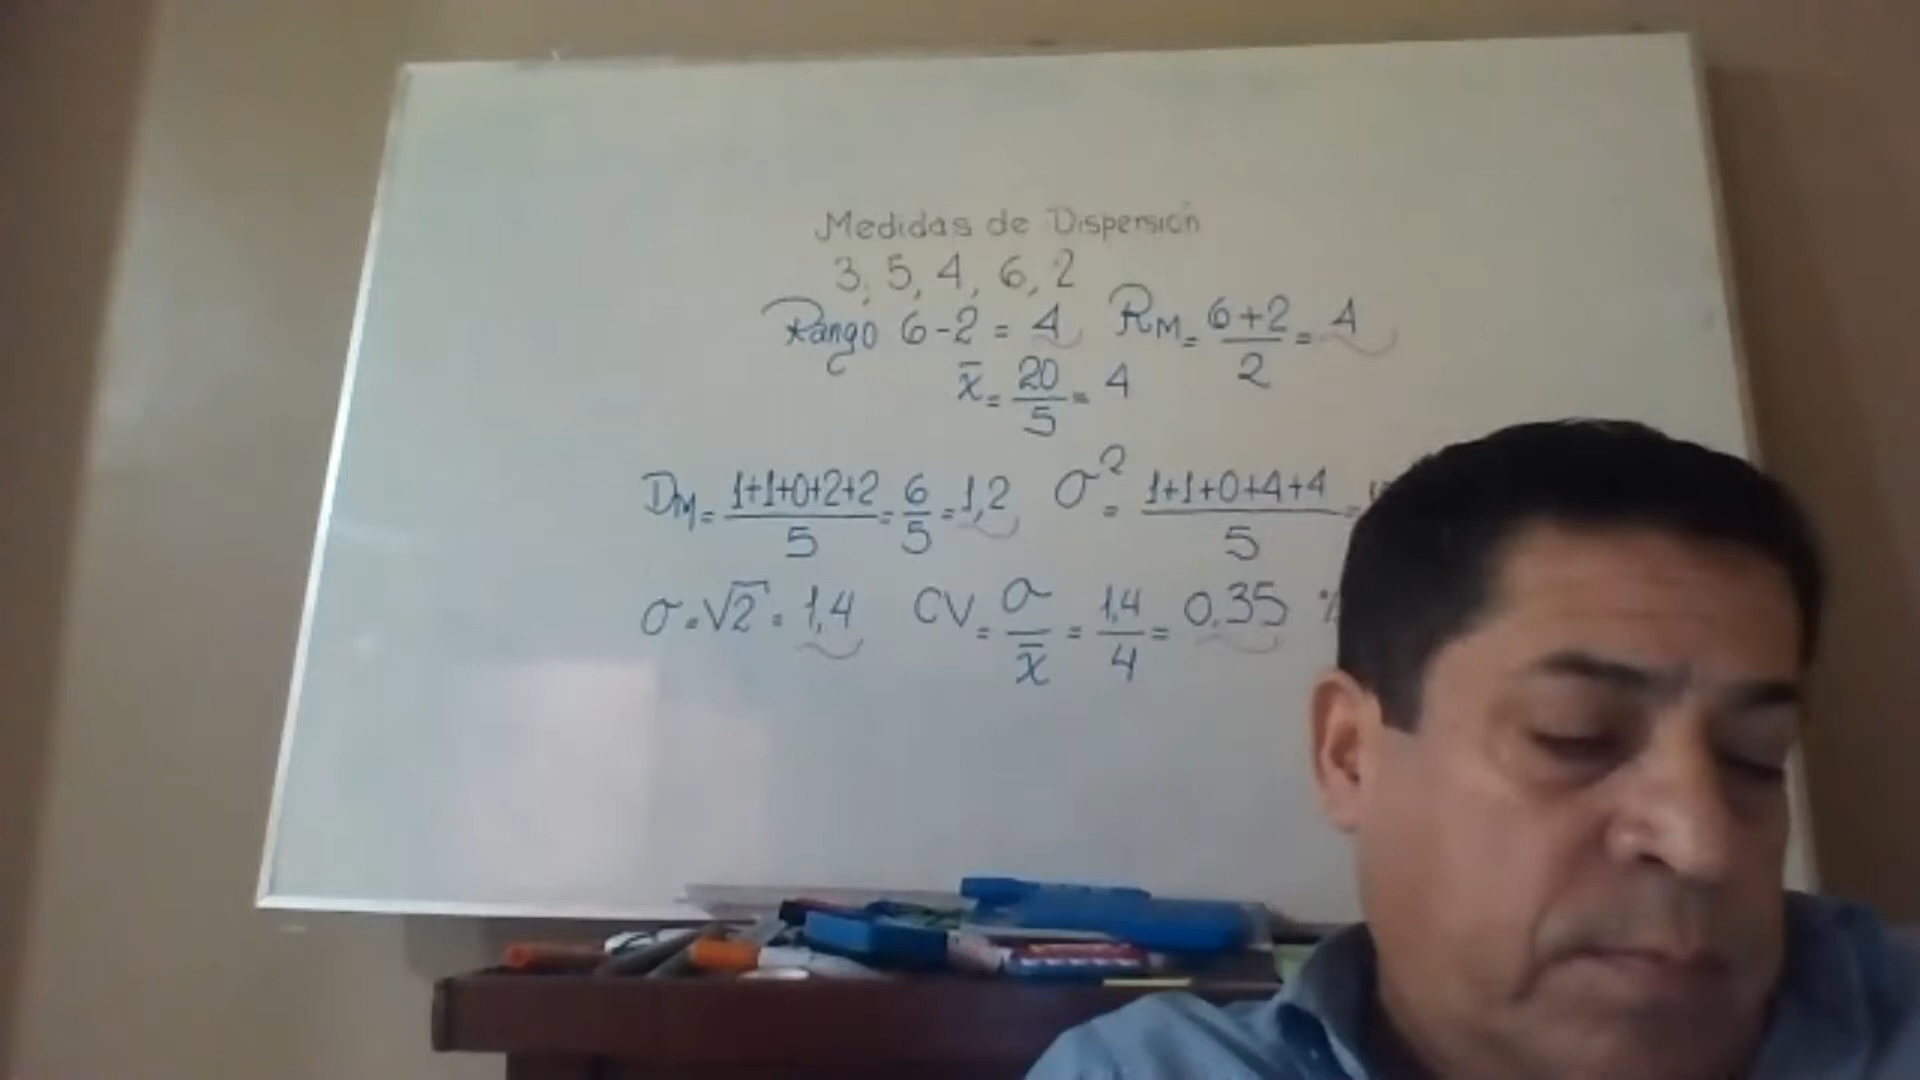 Medidas de Dispersión
3, 5, 4, 6, 2
Rango 6-2 = 4 RM = 6+2/2 = 4
x̄ = 20/5 = 4
DM = 1+1+0+2+2/5 = 6/5 = 1,2 σ² = 1+1+0+4+4/5 =
σ = √2 = 1,4 CV = σ/x̄ = 1,4/4 = 0,35